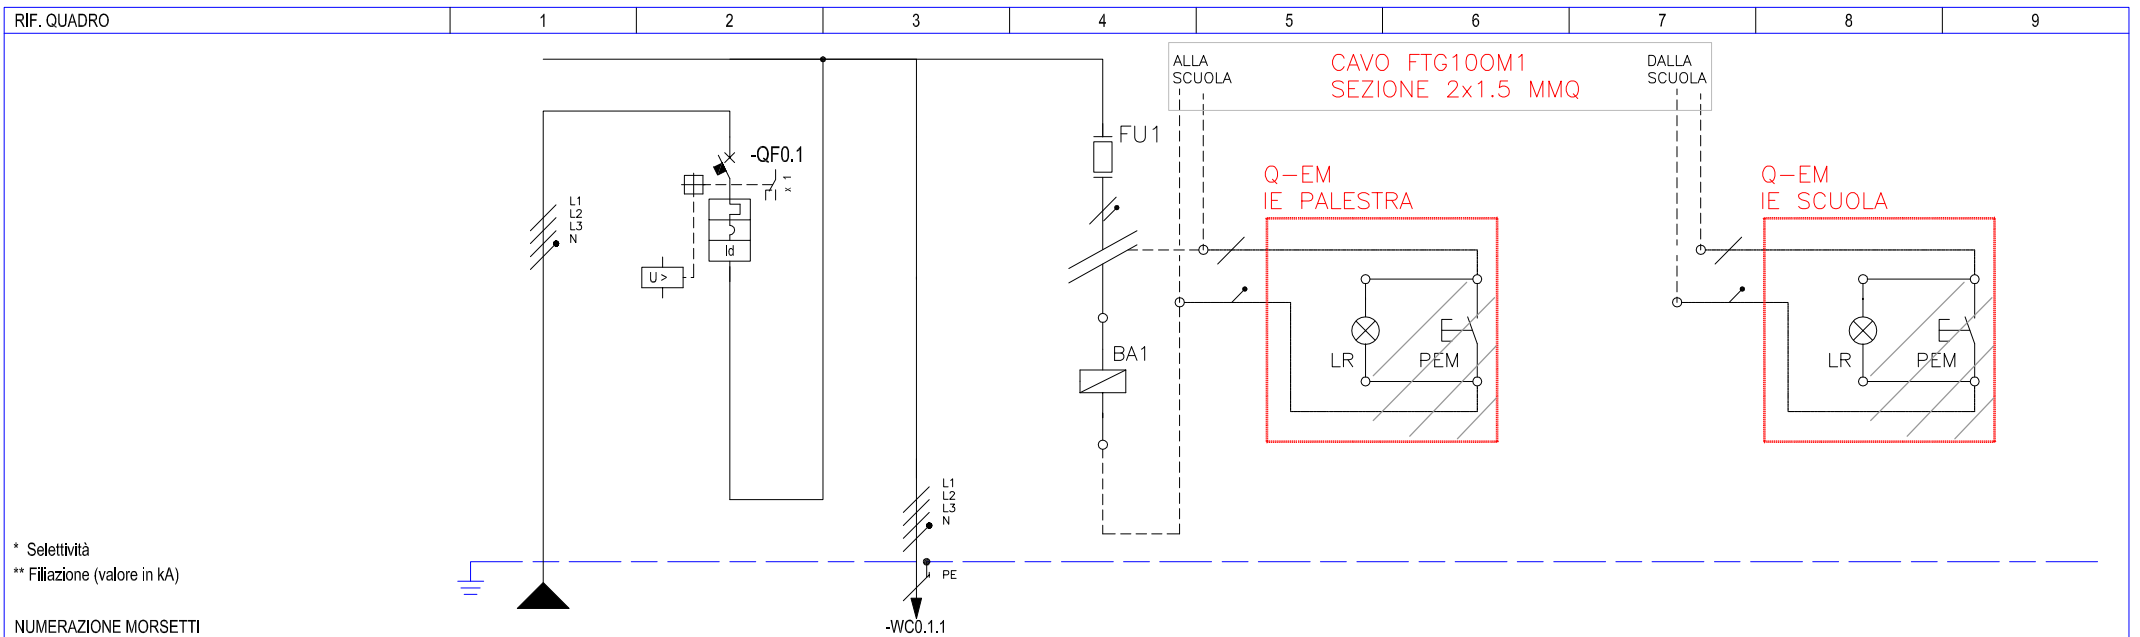 RIF. QUADRO 1 2 3 4 5 6 7 8 9
ALLA
SCUOLA
CAVO FTG10OM1
SEZIONE 2x1.5 MMQ
DALLA
SCUOLA
FU1
-QF0.1
x 1
Q-EM
IE PALESTRA
Q-EM
IE SCUOLA
L1
L2
L3
N
Id
U >
BA1
LR
PEM
LR
PEM
L1
L2
L3
N
* Selettività
** Filiazione (valore in kA)
PE
NUMERAZIONE MORSETTI
-WC0.1.1